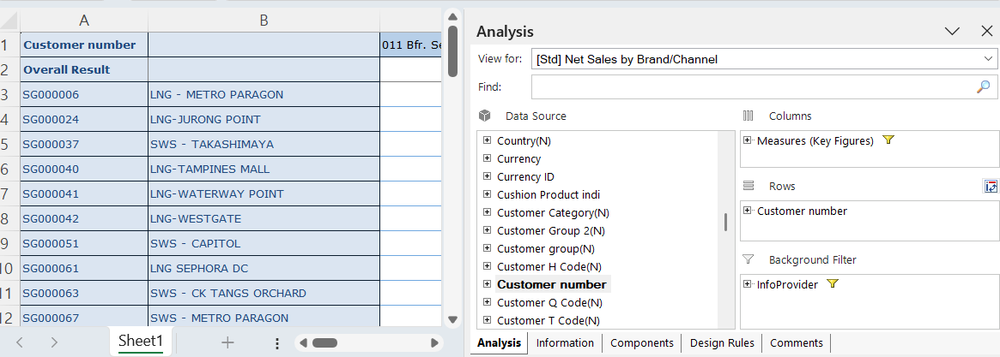 A B
1 Customer number 011 Bfr. Se
2 Overall Result
3 SG000006 LNG - METRO PARAGON
4 SG000024 LNG-JURONG POINT
5 SG000037 SWS - TAKASHIMAYA
6 SG000040 LNG-TAMPINES MALL
7 SG000041 LNG-WATERWAY POINT
8 SG000042 LNG-WESTGATE
9 SG000051 SWS - CAPITOL
10 SG000061 LNG SEPHORA DC
11 SG000063 SWS - CK TANGS ORCHARD
12 SG000067 SWS - METRO PARAGON
Sheet1
Analysis
View for: [Std] Net Sales by Brand/Channel
Find:
Data Source
Country(N)
Currency
Currency ID
Cushion Product indi
Customer Category(N)
Customer Group 2(N)
Customer group(N)
Customer H Code(N)
Customer number
Customer Q Code(N)
Customer T Code(N)
Columns
Measures (Key Figures)
Rows
Customer number
Background Filter
InfoProvider
Analysis Information Components Design Rules Comments